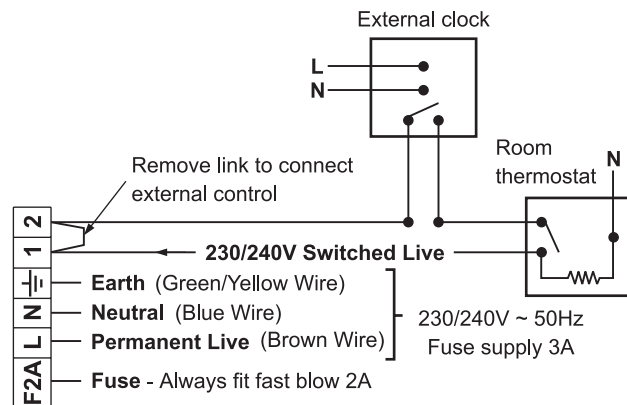 External clock
L
N
Room
thermostat
N
Remove link to connect
external control
2
1
230/240V Switched Live
Earth (Green/Yellow Wire)
N
Neutral (Blue Wire)
L
Permanent Live (Brown Wire)
230/240V ~ 50Hz
Fuse supply 3A
F2A
Fuse - Always fit fast blow 2A